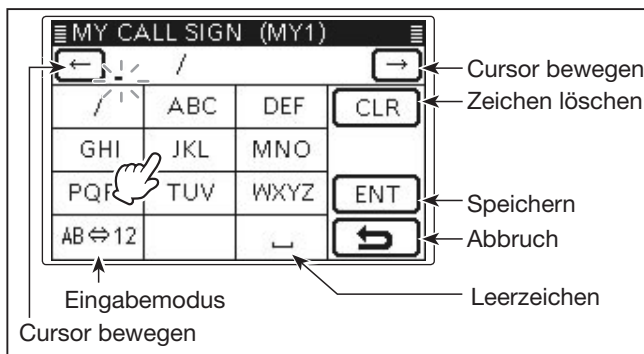 MY CALL SIGN (MY1)
← _ / →
Cursor bewegen
/ ABC DEF CLR
Zeichen löschen
GHI JKL MNO
PQR TUV WXYZ ENT
Speichern
AB⇔12 ⎵
Abbruch
Eingabemodus
Leerzeichen
Cursor bewegen